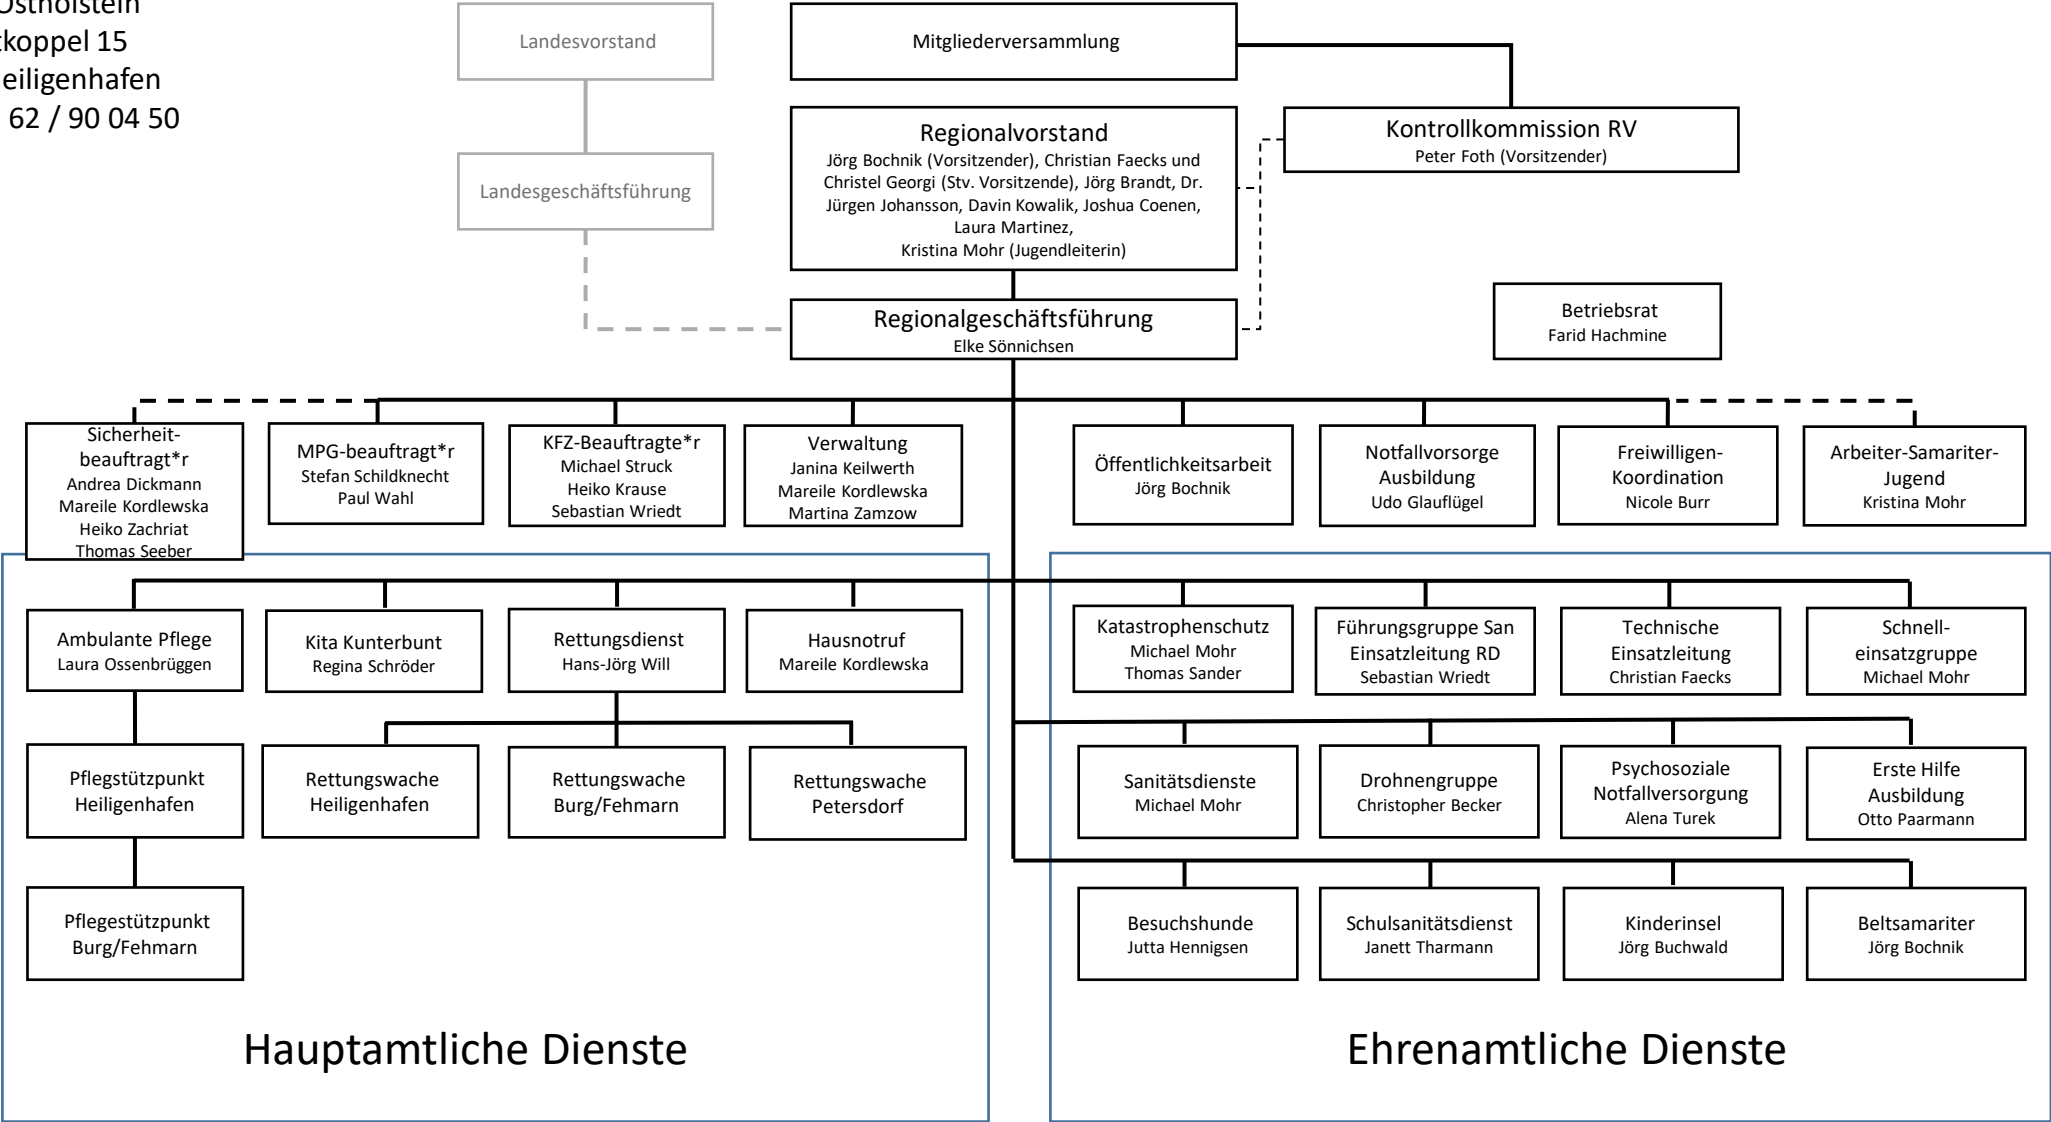 Ostholstein
koppel 15
eiligenhafen
62 / 90 04 50
Landesvorstand
Mitgliederversammlung
Landesgeschäftsführung
Regionalvorstand
Jörg Bochnik (Vorsitzender), Christian Faecks und
Christel Georgi (Stv. Vorsitzende), Jörg Brandt, Dr.
Jürgen Johansson, Davin Kowalik, Joshua Coenen,
Laura Martinez,
Kristina Mohr (Jugendleiterin)
Kontrollkommission RV
Peter Foth (Vorsitzender)
Regionalgeschäftsführung
Elke Sönnichsen
Betriebsrat
Farid Hachmine
Sicherheit-
beauftragt*r
Andrea Dickmann
Mareile Kordlewska
Heiko Zachriat
Thomas Seeber
MPG-beauftragt*r
Stefan Schildknecht
Paul Wahl
KFZ-Beauftragte*r
Michael Struck
Heiko Krause
Sebastian Wriedt
Verwaltung
Janina Keilwerth
Mareile Kordlewska
Martina Zamzow
Öffentlichkeitsarbeit
Jörg Bochnik
Notfallvorsorge
Ausbildung
Udo Glauflügel
Freiwilligen-
Koordination
Nicole Burr
Arbeiter-Samariter-
Jugend
Kristina Mohr
Ambulante Pflege
Laura Ossenbrüggen
Kita Kunterbunt
Regina Schröder
Rettungsdienst
Hans-Jörg Will
Hausnotruf
Mareile Kordlewska
Katastrophenschutz
Michael Mohr
Thomas Sander
Führungsgruppe San
Einsatzleitung RD
Sebastian Wriedt
Technische
Einsatzleitung
Christian Faecks
Schnell-
einsatzgruppe
Michael Mohr
Pflegstützpunkt
Heiligenhafen
Rettungswache
Heiligenhafen
Rettungswache
Burg/Fehmarn
Rettungswache
Petersdorf
Sanitätsdienste
Michael Mohr
Drohnengruppe
Christopher Becker
Psychosoziale
Notfallversorgung
Alena Turek
Erste Hilfe
Ausbildung
Otto Paarmann
Pflegestützpunkt
Burg/Fehmarn
Besuchshunde
Jutta Hennigsen
Schulsanitätsdienst
Janett Tharmann
Kinderinsel
Jörg Buchwald
Beltsamariter
Jörg Bochnik
Hauptamtliche Dienste
Ehrenamtliche Dienste